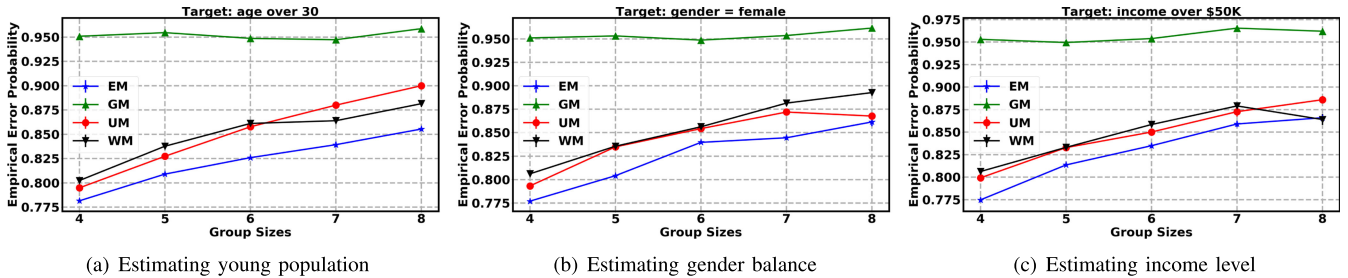 Target: age over 30
Empirical Error Probability
0.950
0.925
0.900
0.875
0.850
0.825
0.800
0.775
EM
GM
UM
WM
4 5 6 7 8
Group Sizes
(a) Estimating young population
Target: gender = female
Empirical Error Probability
0.950
0.925
0.900
0.875
0.850
0.825
0.800
0.775
EM
GM
UM
WM
4 5 6 7 8
Group Sizes
(b) Estimating gender balance
Target: income over $50K
Empirical Error Probability
0.975
0.950
0.925
0.900
0.875
0.850
0.825
0.800
0.775
EM
GM
UM
WM
4 5 6 7 8
Group Sizes
(c) Estimating income level